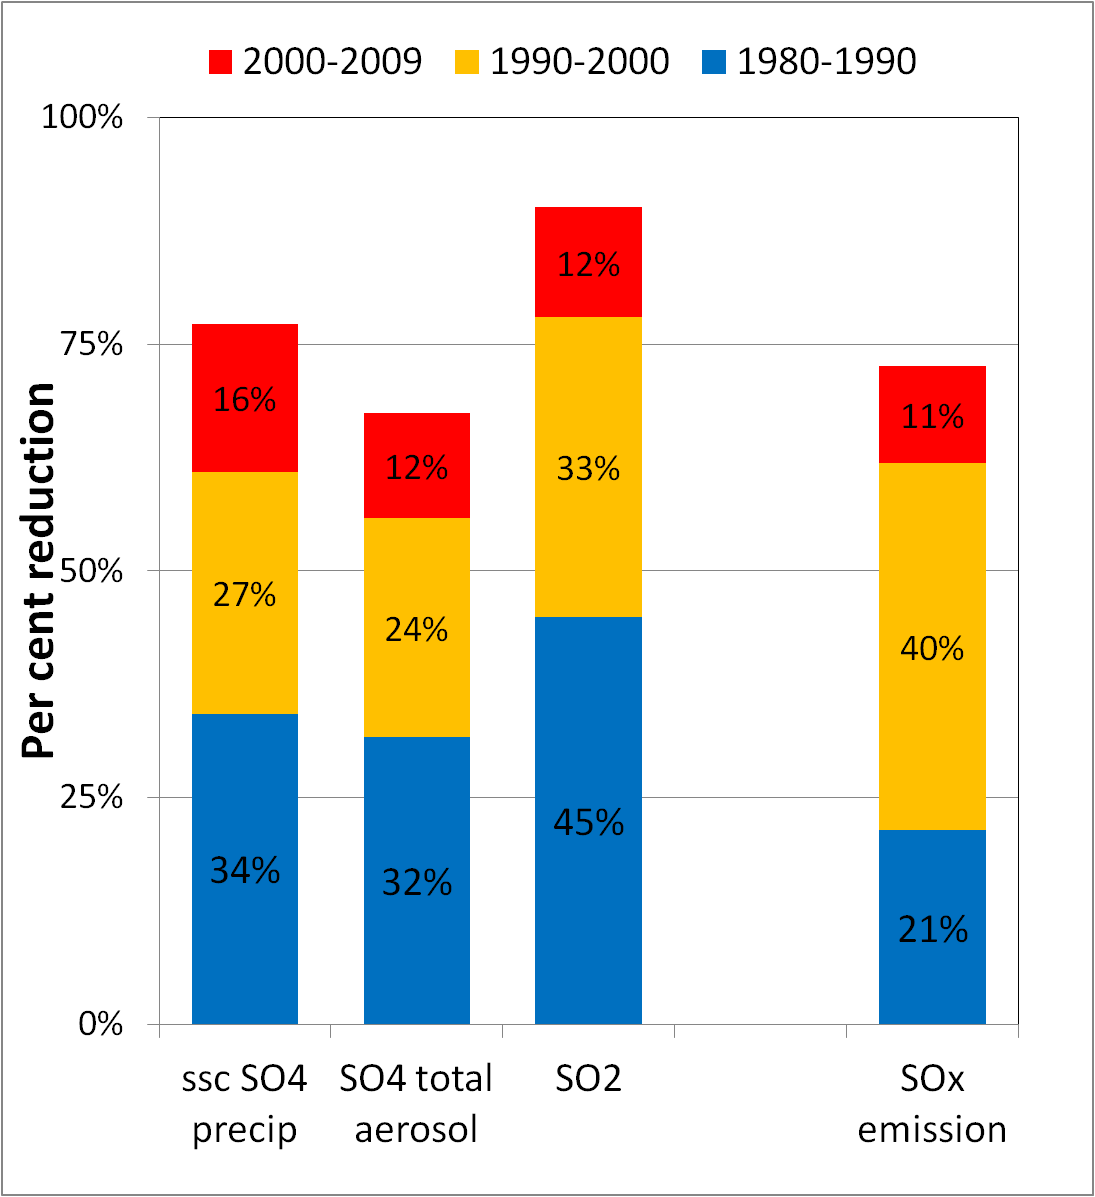 2000-2009 1990-2000 1980-1990
100%
75%
50%
25%
0%
Per cent reduction
16%
27%
34%
12%
24%
32%
12%
33%
45%
11%
40%
21%
ssc SO4
precip
SO4 total
aerosol
SO2
SOx
emission